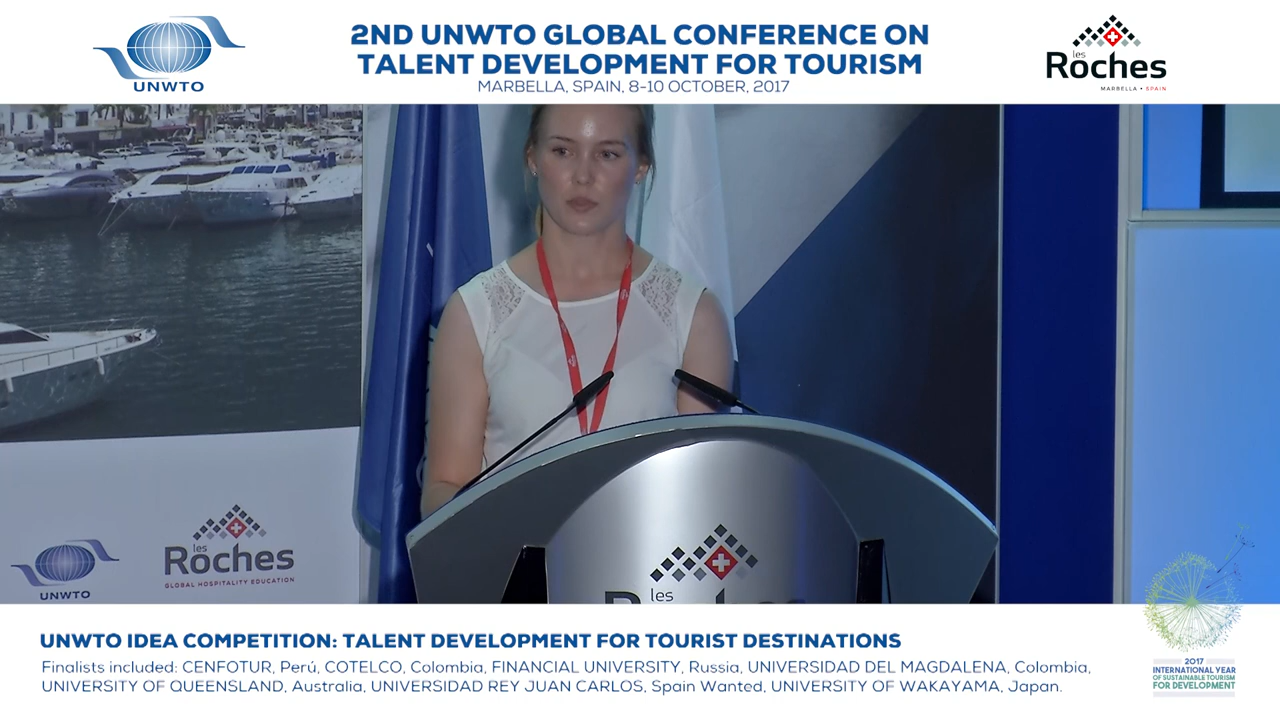 UNWTO
2ND UNWTO GLOBAL CONFERENCE ON
TALENT DEVELOPMENT FOR TOURISM
MARBELLA, SPAIN, 8-10 OCTOBER, 2017
les
Roches
MARBELLA • SPAIN
UNWTO
les
Roches
GLOBAL HOSPITALITY EDUCATION
les
UNWTO IDEA COMPETITION: TALENT DEVELOPMENT FOR TOURIST DESTINATIONS
Finalists included: CENFOTUR, Perú, COTELCO, Colombia, FINANCIAL UNIVERSITY, Russia, UNIVERSIDAD DEL MAGDALENA, Colombia,
UNIVERSITY OF QUEENSLAND, Australia, UNIVERSIDAD REY JUAN CARLOS, Spain Wanted, UNIVERSITY OF WAKAYAMA, Japan.
2017
INTERNATIONAL YEAR
OF SUSTAINABLE TOURISM
FOR DEVELOPMENT